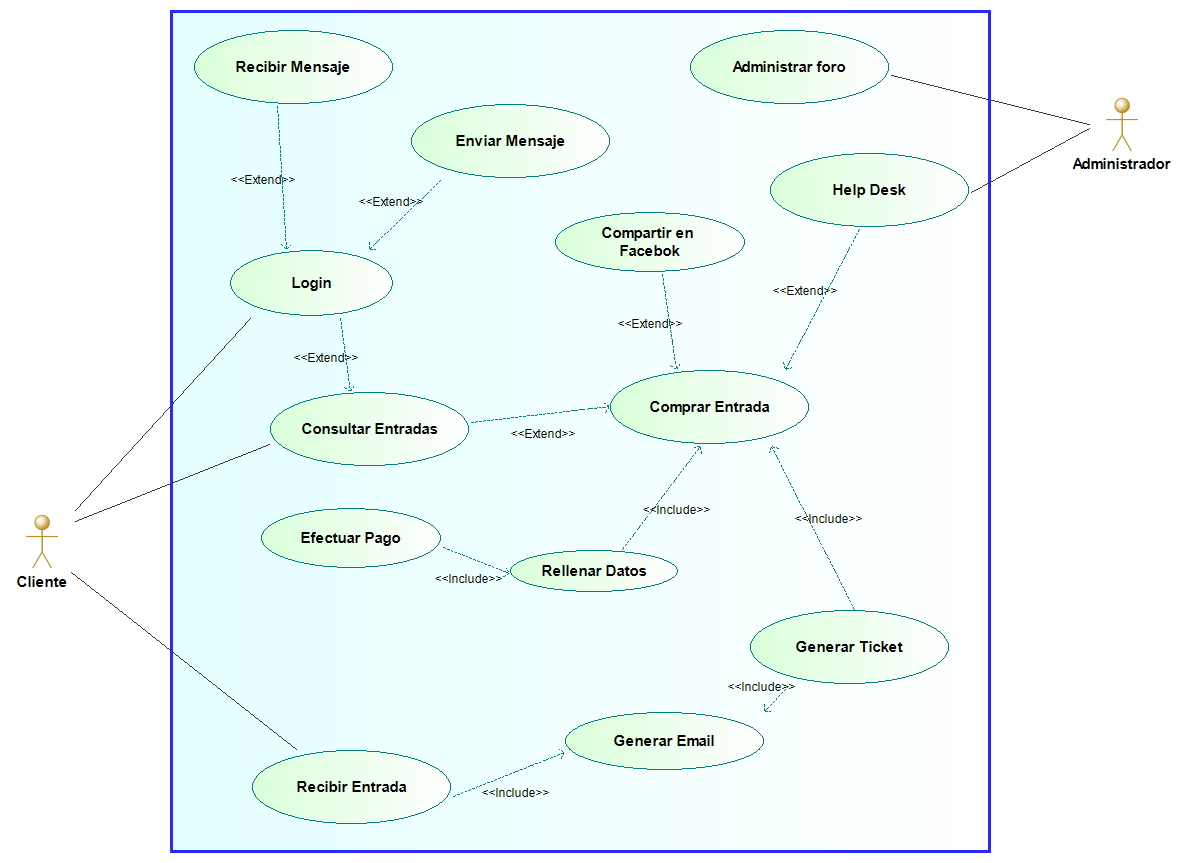 Recibir Mensaje
Administrar foro
Enviar Mensaje
Administrador
<<Extend>>
Help Desk
<<Extend>>
Compartir en
Facebok
Login
<<Extend>>
<<Extend>>
<<Extend>>
Comprar Entrada
Consultar Entradas
<<Extend>>
<<Include>>
<<Include>>
Efectuar Pago
Rellenar Datos
<<Include>>
Cliente
Generar Ticket
<<Include>>
Generar Email
Recibir Entrada
<<Include>>